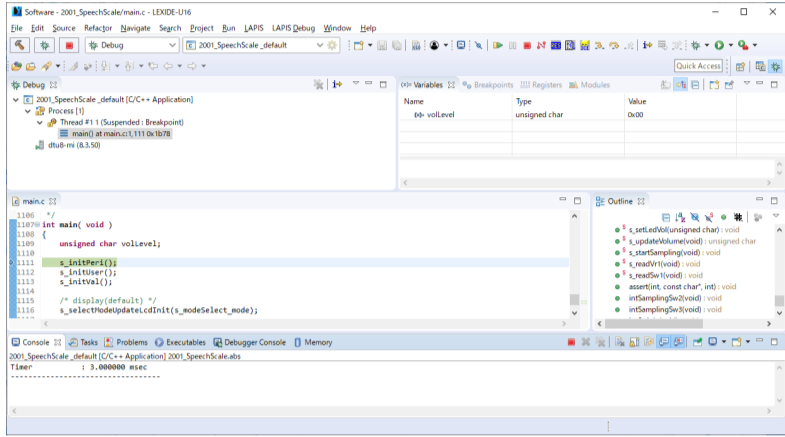 Software - 2001_SpeechScale/main.c - LEXIDE-U16
File Edit Source Refactor Navigate Search Project Run LAPIS LAPIS Debug Window Help
Debug 2001_SpeechScale _default
Quick Access
Debug
2001_SpeechScale _default [C/C++ Application]
Process [1]
Thread #1 1 (Suspended : Breakpoint)
main() at main.c:1,111 0x1b78
dtu8-mi (8.3.50)
(x)= Variables Breakpoints Registers Modules
Name Type Value
(x)= volLevel unsigned char 0x00
main.c
1106 */
1107 int main( void )
1108 {
1109 unsigned char volLevel;
1110
1111 s_initPeri();
1112 s_initUser();
1113 s_initVal();
1114
1115 /* display(default) */
1116 s_selectModeUpdateLcdInit(s_modeSelect_mode);
Outline
S s_setLedVol(unsigned char) : void
S s_updateVolume(void) : unsigned char
S s_startSampling(void) : void
S s_readVr1(void) : void
S s_readSw1(void) : void
assert(int, const char*, int) : void
intSamplingSw2(void) : void
intSamplingSw3(void) : void
Console Tasks Problems Executables Debugger Console Memory
2001_SpeechScale _default [C/C++ Application] 2001_SpeechScale.abs
Timer : 3.000000 msec
---------------------------------